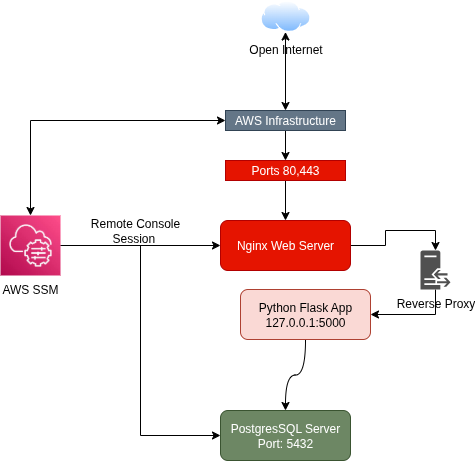 Open Internet
AWS Infrastructure
Ports 80,443
Remote Console
Session
Nginx Web Server
AWS SSM
Reverse Proxy
Python Flask App
127.0.0.1:5000
PostgresSQL Server
Port: 5432